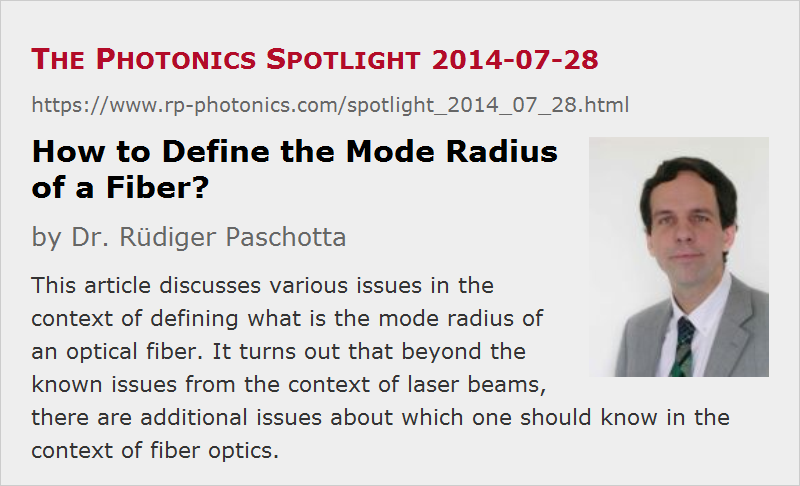 THE PHOTONICS SPOTLIGHT 2014-07-28
https://www.rp-photonics.com/spotlight_2014_07_28.html
How to Define the Mode Radius
of a Fiber?
by Dr. Rüdiger Paschotta
This article discusses various issues in the
context of defining what is the mode radius of
an optical fiber. It turns out that beyond the
known issues from the context of laser beams,
there are additional issues about which one should know in the
context of fiber optics.